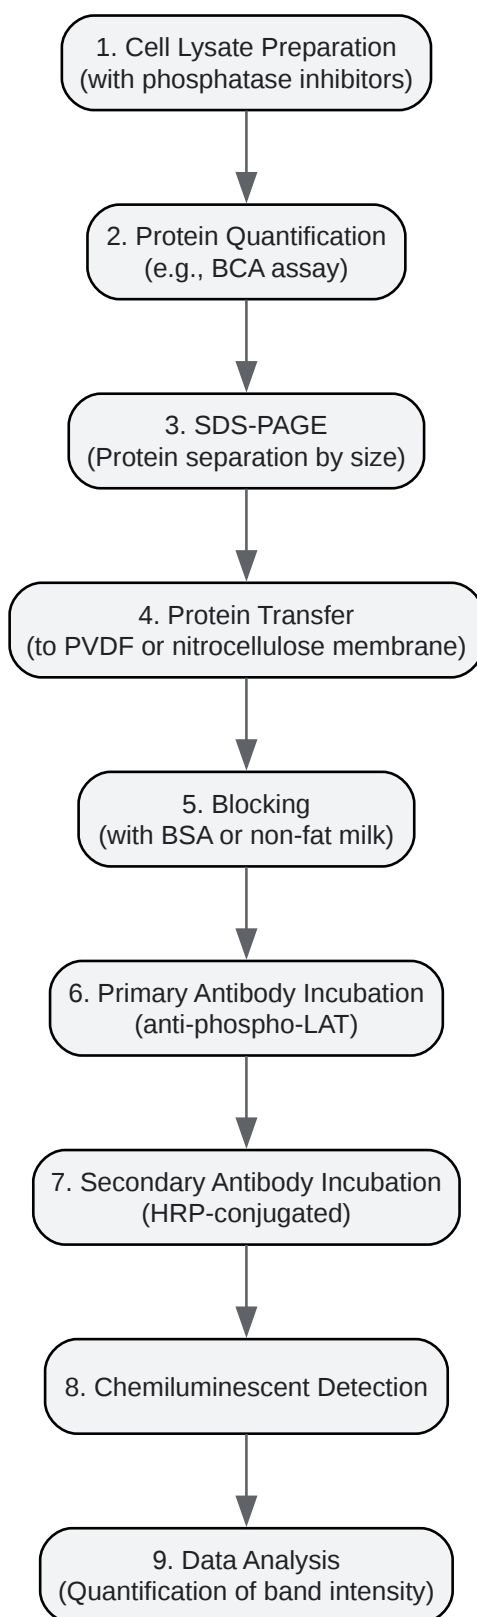 1. Cell Lysate Preparation
(with phosphatase inhibitors)
2. Protein Quantification
(e.g., BCA assay)
3. SDS-PAGE
(Protein separation by size)
4. Protein Transfer
(to PVDF or nitrocellulose membrane)
5. Blocking
(with BSA or non-fat milk)
6. Primary Antibody Incubation
(anti-phospho-LAT)
7. Secondary Antibody Incubation
(HRP-conjugated)
8. Chemiluminescent Detection
9. Data Analysis
(Quantification of band intensity)